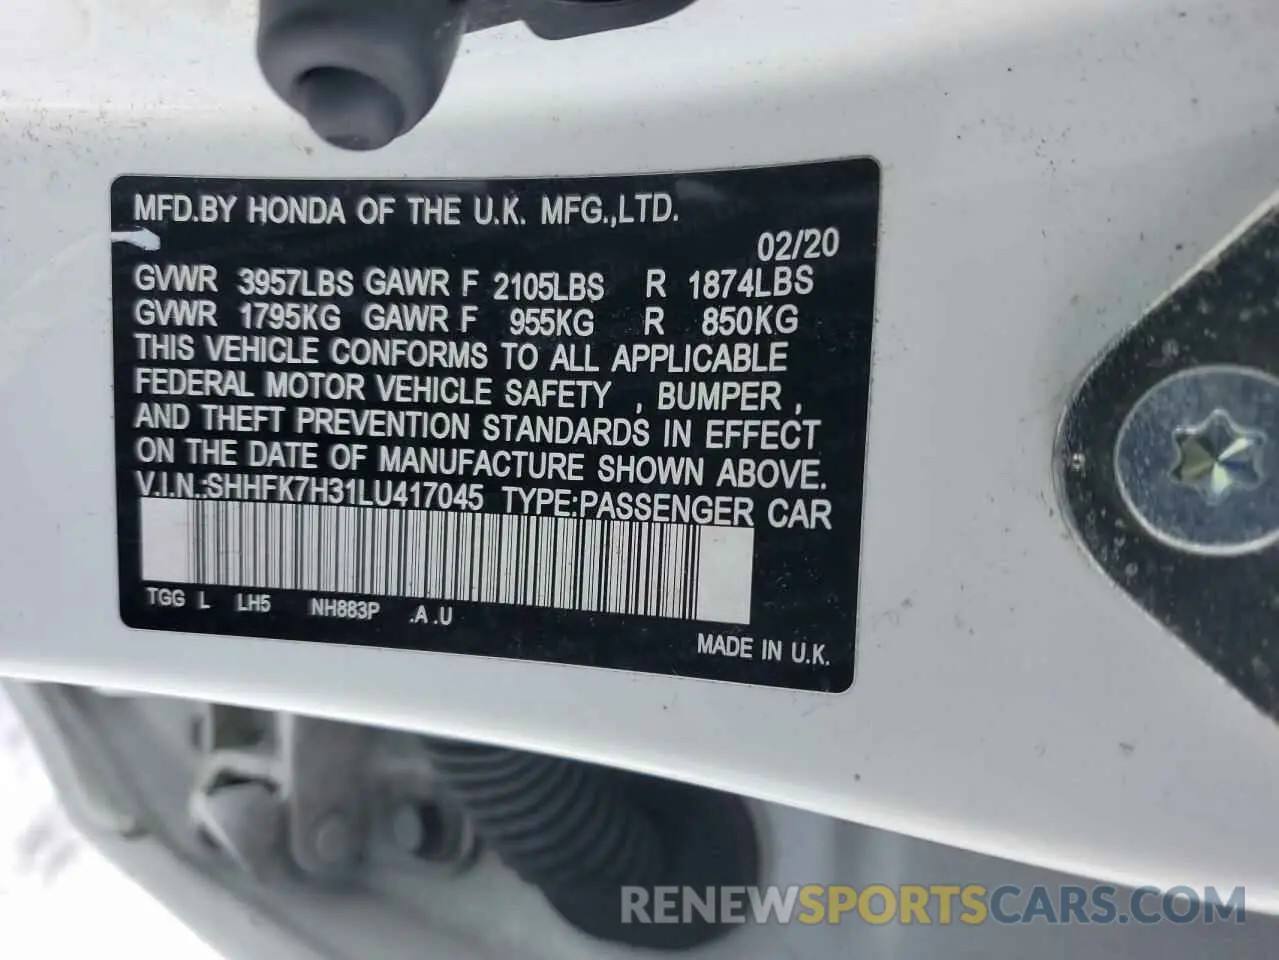 MFD.BY HONDA OF THE U.K. MFG.,LTD.
02/20
GVWR 3957LBS GAWR F 2105LBS R 1874LBS
GVWR 1795KG GAWR F 955KG R 850KG
THIS VEHICLE CONFORMS TO ALL APPLICABLE
FEDERAL MOTOR VEHICLE SAFETY , BUMPER ,
AND THEFT PREVENTION STANDARDS IN EFFECT
ON THE DATE OF MANUFACTURE SHOWN ABOVE.
V.I.N.:SHHFK7H31LU417045 TYPE:PASSENGER CAR
TGG L LH5 NH883P .A .U
MADE IN U.K.
RENEWSPORTSCARS.COM